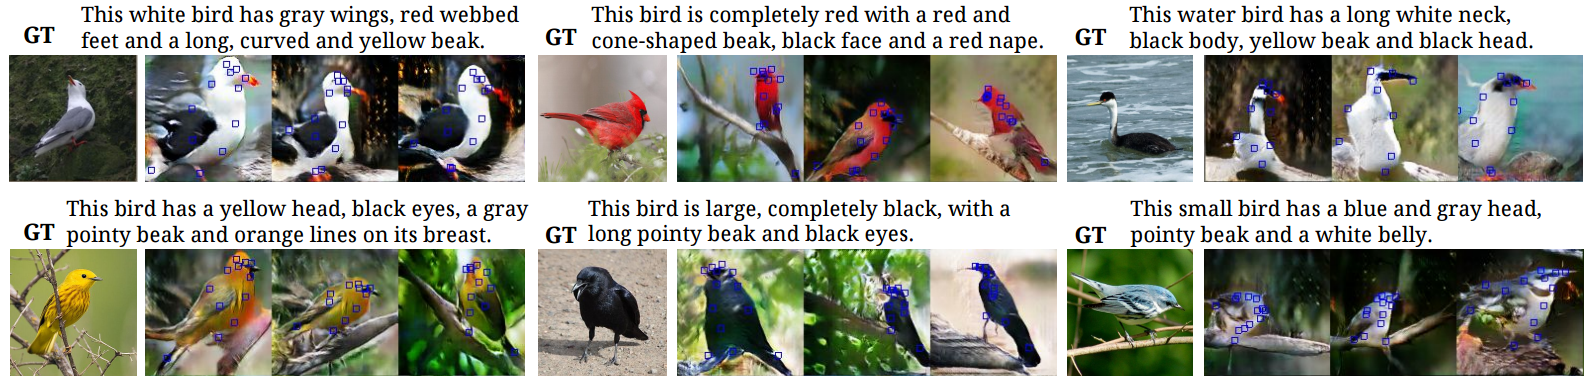 This white bird has gray wings, red webbed
GT feet and a long, curved and yellow beak.
This bird is completely red with a red and
GT cone-shaped beak, black face and a red nape.
This water bird has a long white neck,
GT black body, yellow beak and black head.
This bird has a yellow head, black eyes, a gray
GT pointy beak and orange lines on its breast.
This bird is large, completely black, with a
GT long pointy beak and black eyes.
This small bird has a blue and gray head,
GT pointy beak and a white belly.